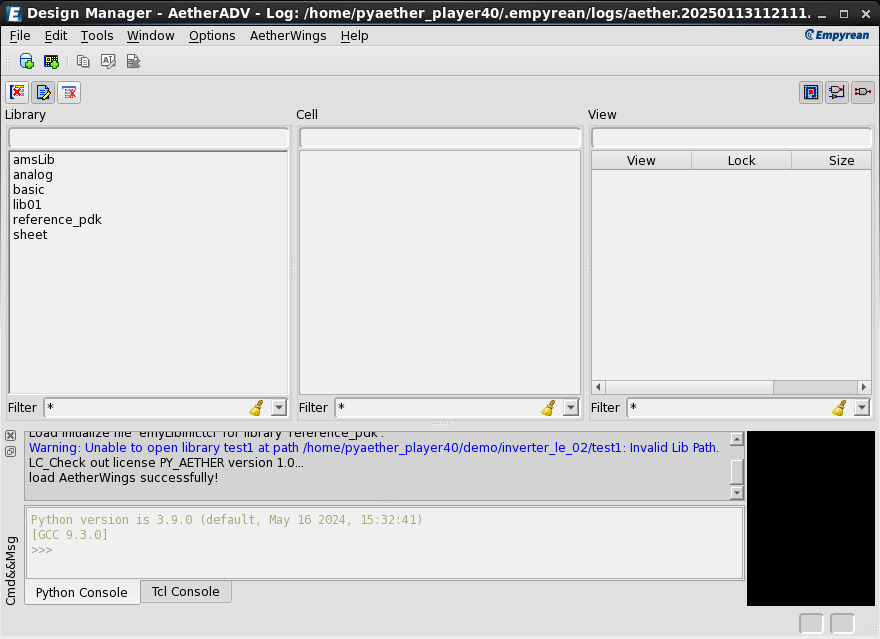 Design Manager - AetherADV - Log: /home/pyaether_player40/.empyrean/logs/aether.20250113112111.
File Edit Tools Window Options AetherWings Help
Empyrean
Library Cell View
View Lock Size
amsLib
analog
basic
lib01
reference_pdk
sheet
Filter * Filter * Filter *
Load initialize file 'emyLibInit.tcl' for library 'reference_pdk'.
Warning: Unable to open library test1 at path /home/pyaether_player40/demo/inverter_le_02/test1: Invalid Lib Path.
LC_Check out license PY_AETHER version 1.0...
load AetherWings successfully!
Python version is 3.9.0 (default, May 16 2024, 15:32:41)
[GCC 9.3.0]
>>>
Cmd&&Msg
Python Console Tcl Console